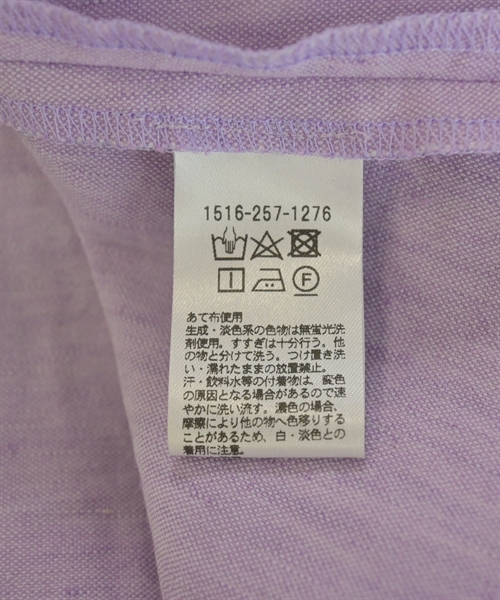 1516-257-1276
F
あて布使用
生成・淡色系の色物は無蛍光洗
剤使用。すすぎは十分行う。他
の物と分けて洗う。つけ置き洗
い・濡れたままの放置禁止。
汗・飲料水等の付着物は、変色
の原因となる場合があるので速
やかに洗い流す。濃色の場合、
摩擦により他の物へ色移りする
ことがあるため、白・淡色との
着用に注意。